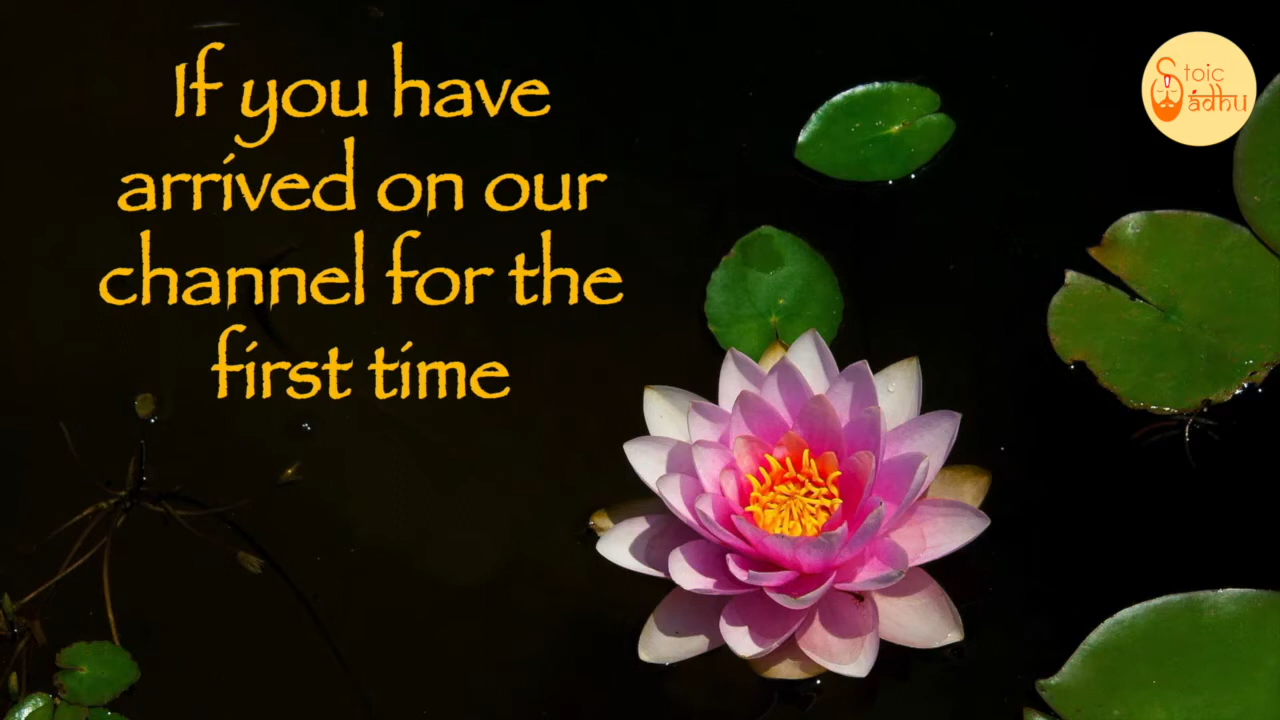 If you have
arrived on our
channel for the
first time
Stoic
Sadhu